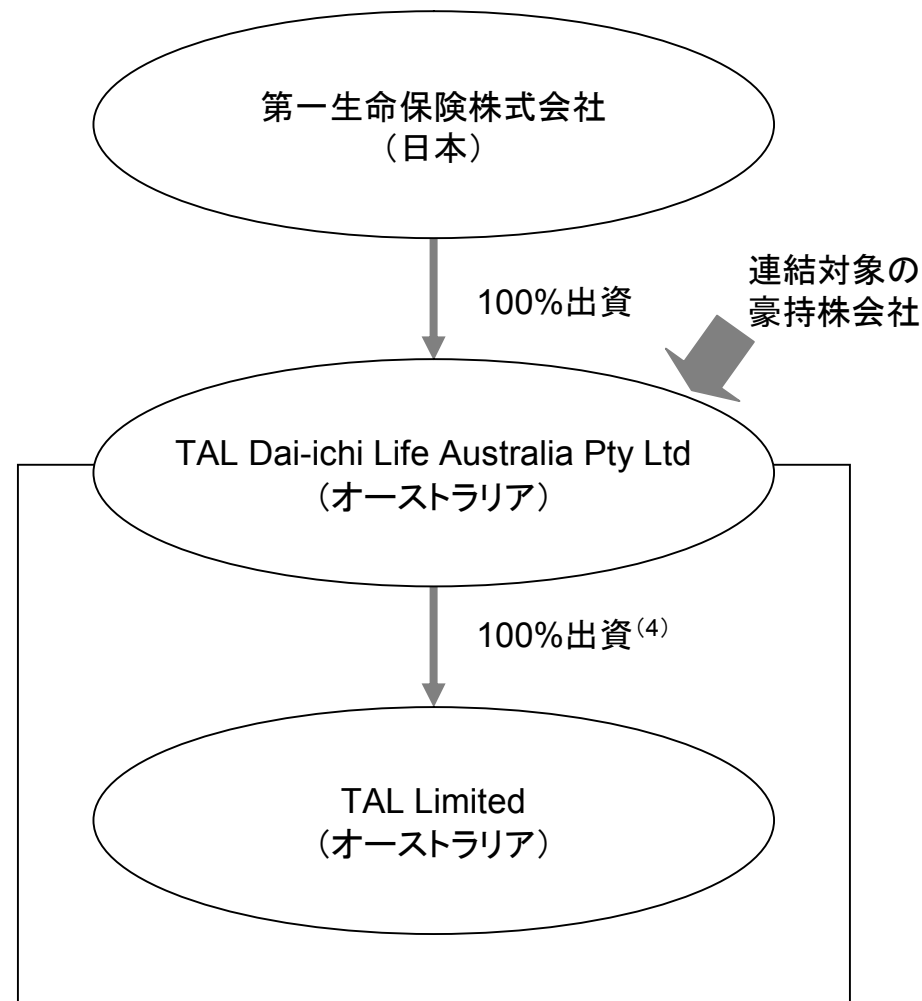 第一生命保険株式会社
（日本）
連結対象の
豪持株会社
100%出資
TAL Dai-ichi Life Australia Pty Ltd
（オーストラリア）
100%出資（4）
TAL Limited
（オーストラリア）